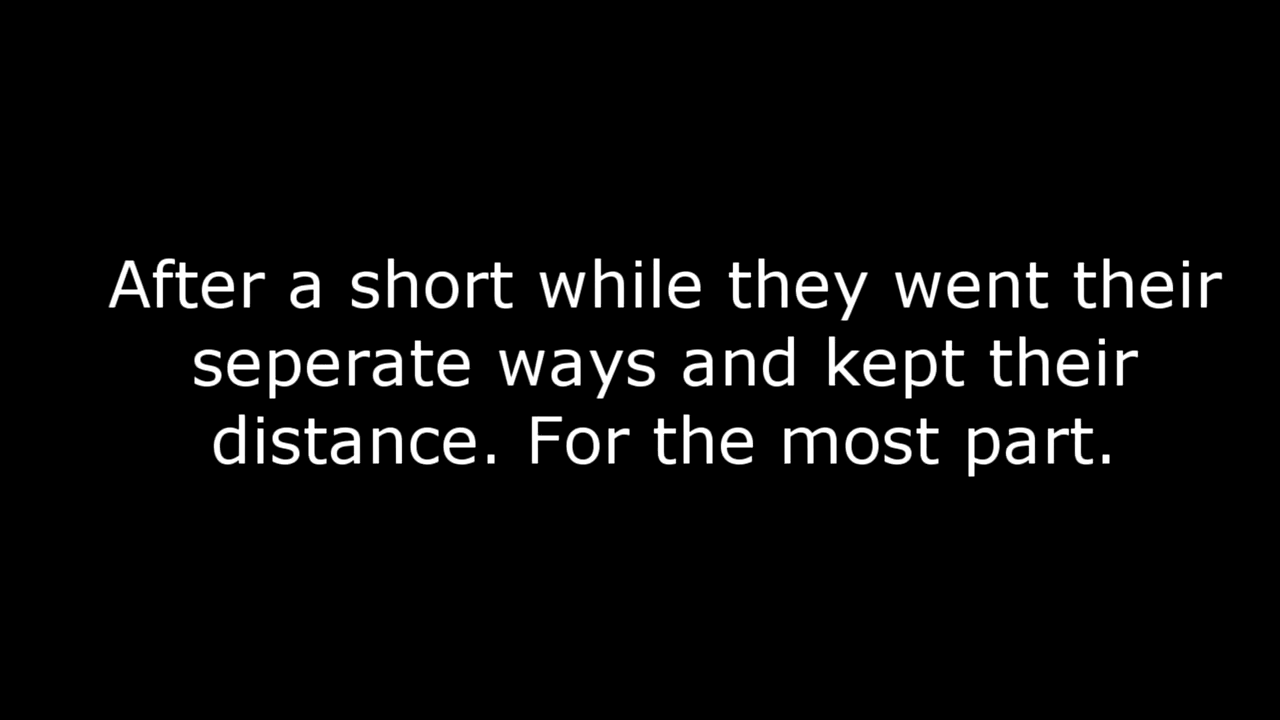 After a short while they went their
seperate ways and kept their
distance. For the most part.